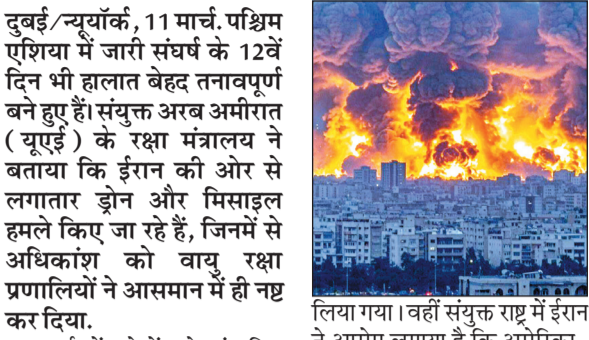 दुबई/न्यूयॉर्क, 11 मार्च. पश्चिम
एशिया में जारी संघर्ष के 12वें
दिन भी हालात बेहद तनावपूर्ण
बने हुए हैं। संयुक्त अरब अमीरात
( यूएई ) के रक्षा मंत्रालय ने
बताया कि ईरान की ओर से
लगातार ड्रोन और मिसाइल
हमले किए जा रहे हैं, जिनमें से
अधिकांश को वायु रक्षा
प्रणालियों ने आसमान में ही नष्ट
कर दिया.
लिया गया। वहीं संयुक्त राष्ट्र में ईरान